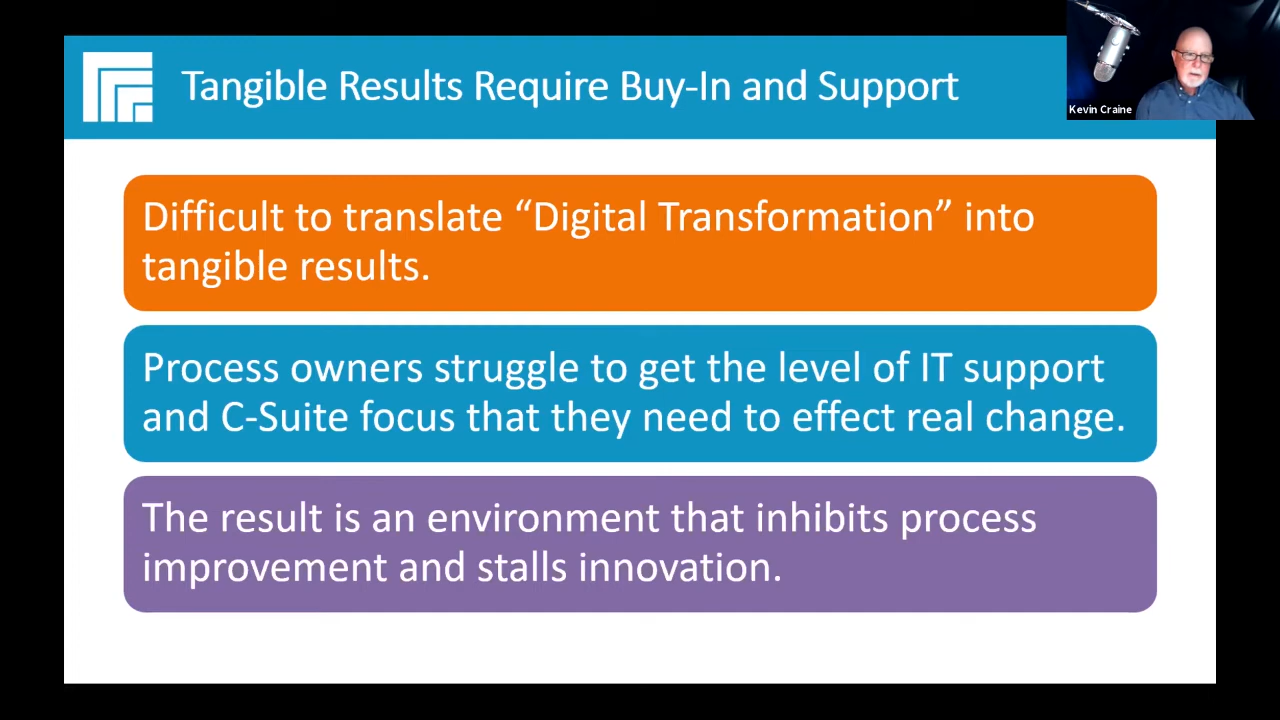 Tangible Results Require Buy-In and Support
Kevin Craine
Difficult to translate “Digital Transformation” into
tangible results.
Process owners struggle to get the level of IT support
and C-Suite focus that they need to effect real change.
The result is an environment that inhibits process
improvement and stalls innovation.